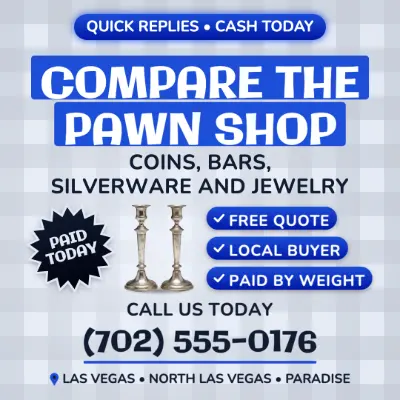 QUICK REPLIES • CASH TODAY
COMPARE THE
PAWN SHOP
COINS, BARS,
SILVERWARE AND JEWELRY
PAID
TODAY
FREE QUOTE
LOCAL BUYER
PAID BY WEIGHT
CALL US TODAY
(702) 555-0176
LAS VEGAS • NORTH LAS VEGAS • PARADISE